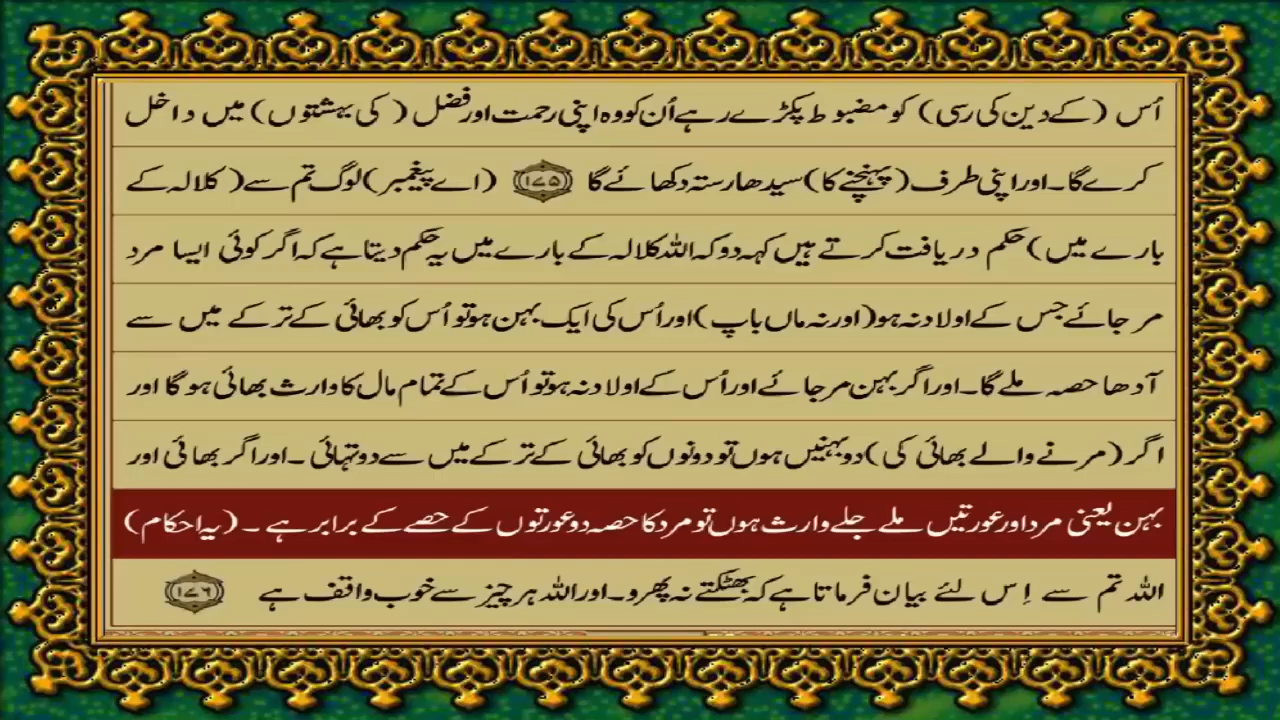 اُس (کے دین کی رسی) کو مضبوط پکڑے رہے اُن کو وہ اپنی رحمت اور فضل (کی بہشتوں) میں داخل
کرے گا۔ اور اپنی طرف (پہنچنے کا) سیدھا رستہ دکھائے گا ۱۷۵ (اے پیغمبر) لوگ تم سے (کلالہ کے
بارے میں) حکم دریافت کرتے ہیں کہہ دو کہ اللہ کلالہ کے بارے میں یہ حکم دیتا ہے کہ اگر کوئی ایسا مرد
مر جائے جس کے اولاد نہ ہو (اور نہ ماں باپ) اور اُس کی ایک بہن ہو تو اُس کو بھائی کے ترکے میں سے
آدھا حصہ ملے گا۔ اور اگر بہن مر جائے اور اُس کے اولاد نہ ہو تو اُس کے تمام مال کا وارث بھائی ہو گا اور
اگر (مرنے والے بھائی کی) دو بہنیں ہوں تو دونوں کو بھائی کے ترکے میں سے دو تہائی۔ اور اگر بھائی اور
بہن یعنی مرد اور عورتیں ملے جلے وارث ہوں تو مرد کا حصہ دو عورتوں کے حصے کے برابر ہے۔ (یہ احکام)
اللہ تم سے اِس لئے بیان فرماتا ہے کہ بھٹکتے نہ پھرو۔ اور اللہ ہر چیز سے خوب واقف ہے ۱۷۶